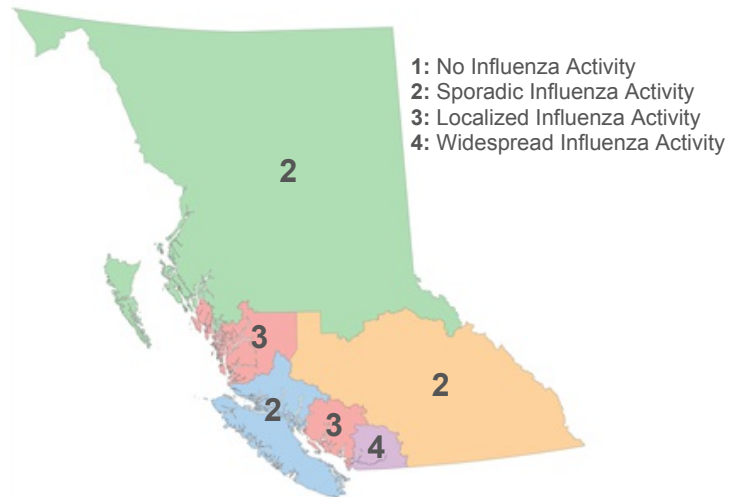 1: No Influenza Activity
2: Sporadic Influenza Activity
3: Localized Influenza Activity
4: Widespread Influenza Activity
2
3
2
2
3
4